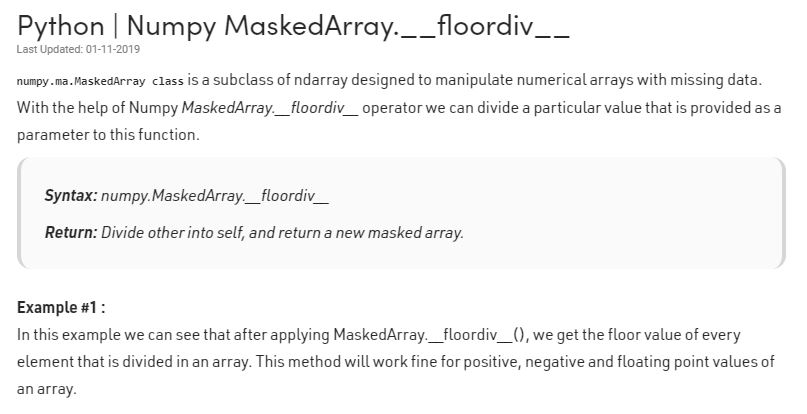 Python | Numpy MaskedArray.__floordiv__
Last Updated: 01-11-2019
numpy.ma.MaskedArray class is a subclass of ndarray designed to manipulate numerical arrays with missing data.
With the help of Numpy MaskedArray.__floordiv__ operator we can divide a particular value that is provided as a
parameter to this function.
Syntax: numpy.MaskedArray.__floordiv__
Return: Divide other into self, and return a new masked array.
Example #1 :
In this example we can see that after applying MaskedArray.__floordiv__(), we get the floor value of every
element that is divided in an array. This method will work fine for positive, negative and floating point values of
an array.